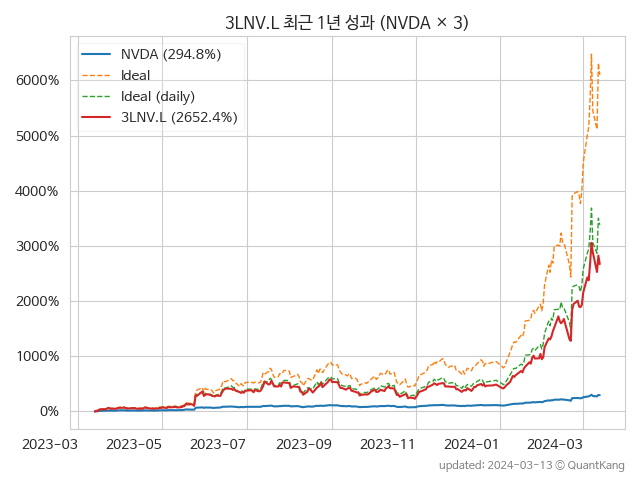 3LNV.L 최근 1년 성과 (NVDA × 3)
NVDA (294.8%)
Ideal
Ideal (daily)
3LNV.L (2652.4%)
6000%
5000%
4000%
3000%
2000%
1000%
0%
2023-03 2023-05 2023-07 2023-09 2023-11 2024-01 2024-03
updated: 2024-03-13 © QuantKang